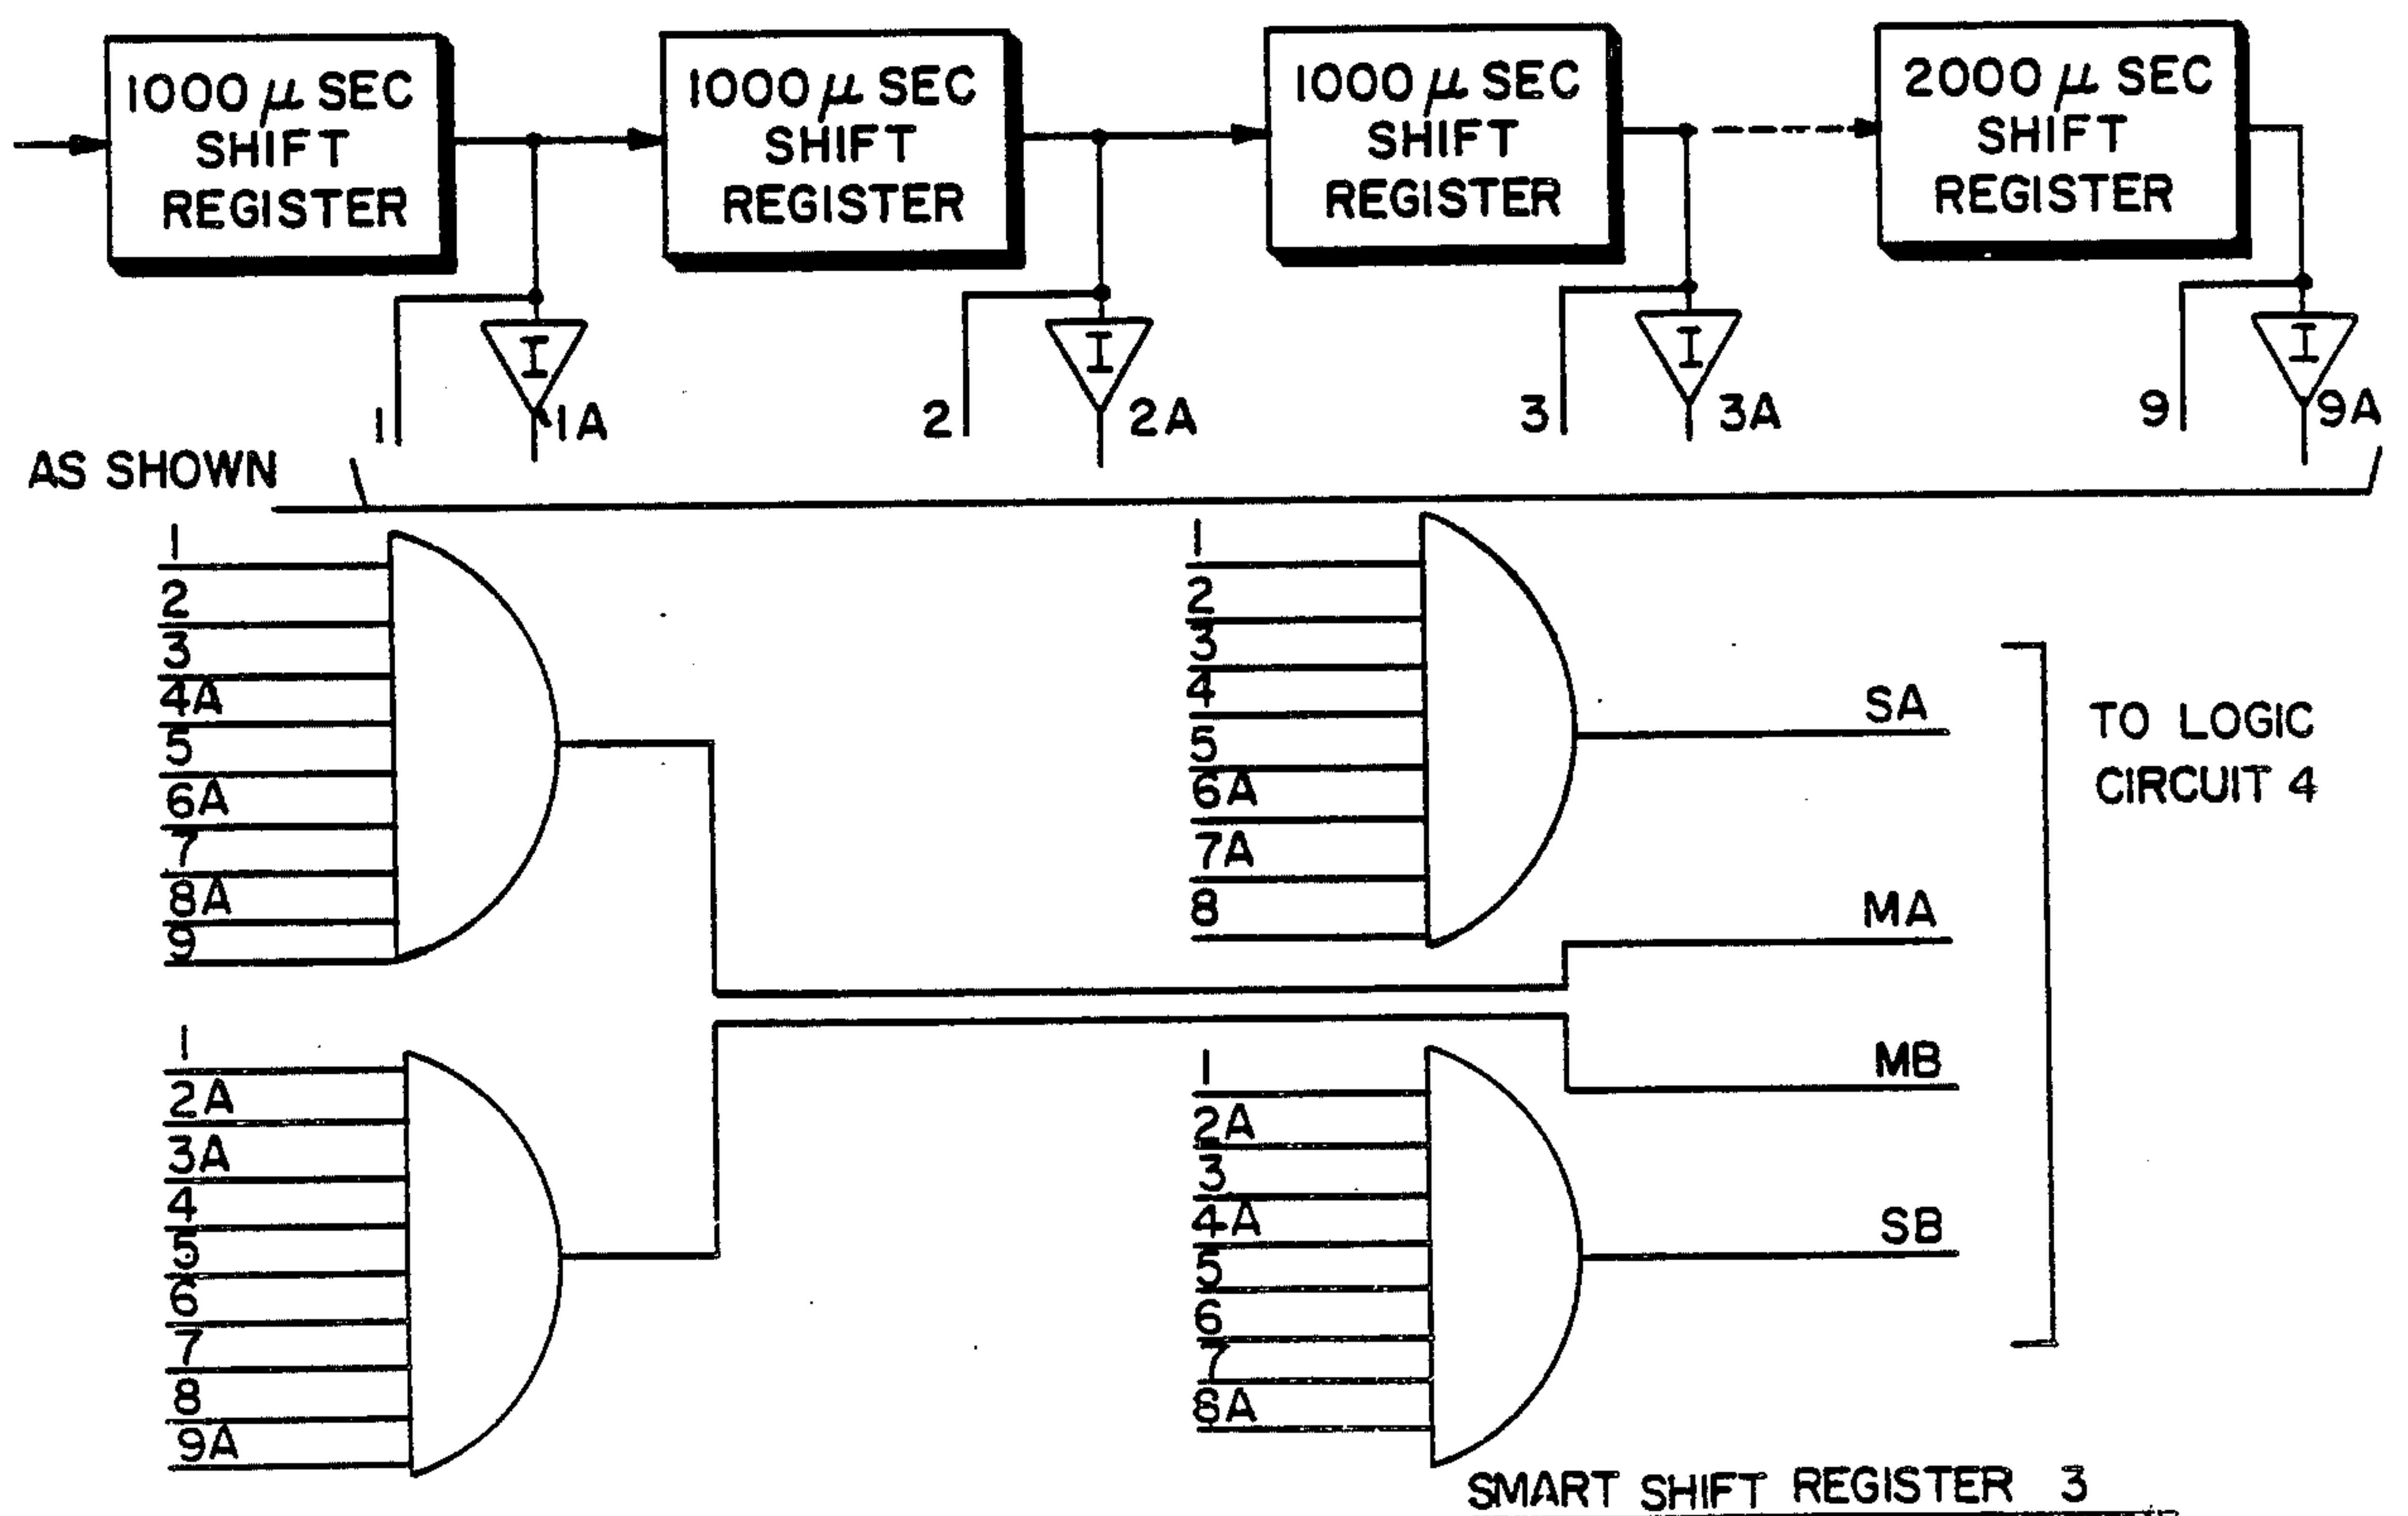 1000 μ SEC
SHIFT
REGISTER
1000 μ SEC
SHIFT
REGISTER
1000 μ SEC
SHIFT
REGISTER
2000 μ SEC
SHIFT
REGISTER
I
I
I
I
1
1A
2
2A
3
3A
9
9A
AS SHOWN
1
2
3
4A
5
6A
7
8A
9
1
2
3
4
5
6A
7A
8
SA
MA
TO LOGIC
CIRCUIT 4
1
2A
3A
4
5
6
7
8
9A
1
2A
3
4A
5
6
7
8A
MB
SB
SMART SHIFT REGISTER 3